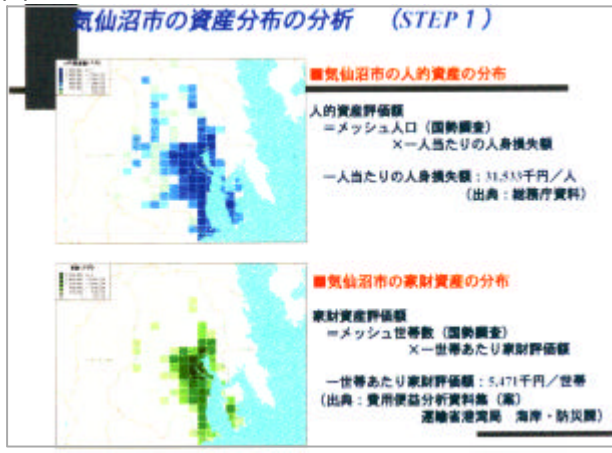 気仙沼市の資産分布の分析 (STEP 1)
■気仙沼市の人的資産の分布
人的資産評価額
=メッシュ人口(国勢調査)
×一人当たりの人身損失額
一人当たりの人身損失額:31,533千円/人
(出典:総務庁資料)
■気仙沼市の家財資産の分布
家財資産評価額
=メッシュ世帯数(国勢調査)
×一世帯あたり家財評価額
一世帯あたり家財評価額:5,471千円/世帯
(出典:費用便益分析資料集(案)
運輸省港湾局 海岸・防災圏)